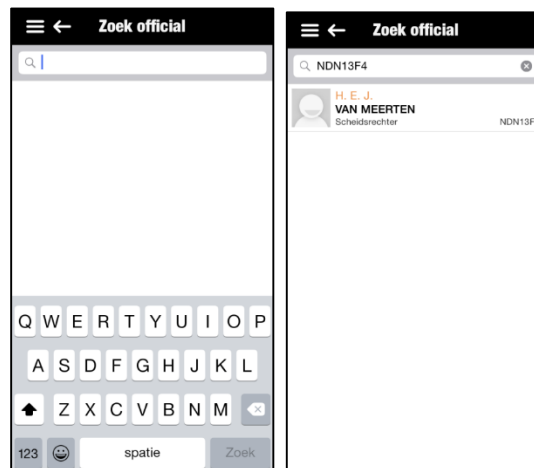 Zoek official
Q W E R T Y U I O P
A S D F G H J K L
Z X C V B N M
123 spatie Zoek
Zoek official
NDN13F4
H. E. J.
VAN MEERTEN
Scheidsrechter NDN13F